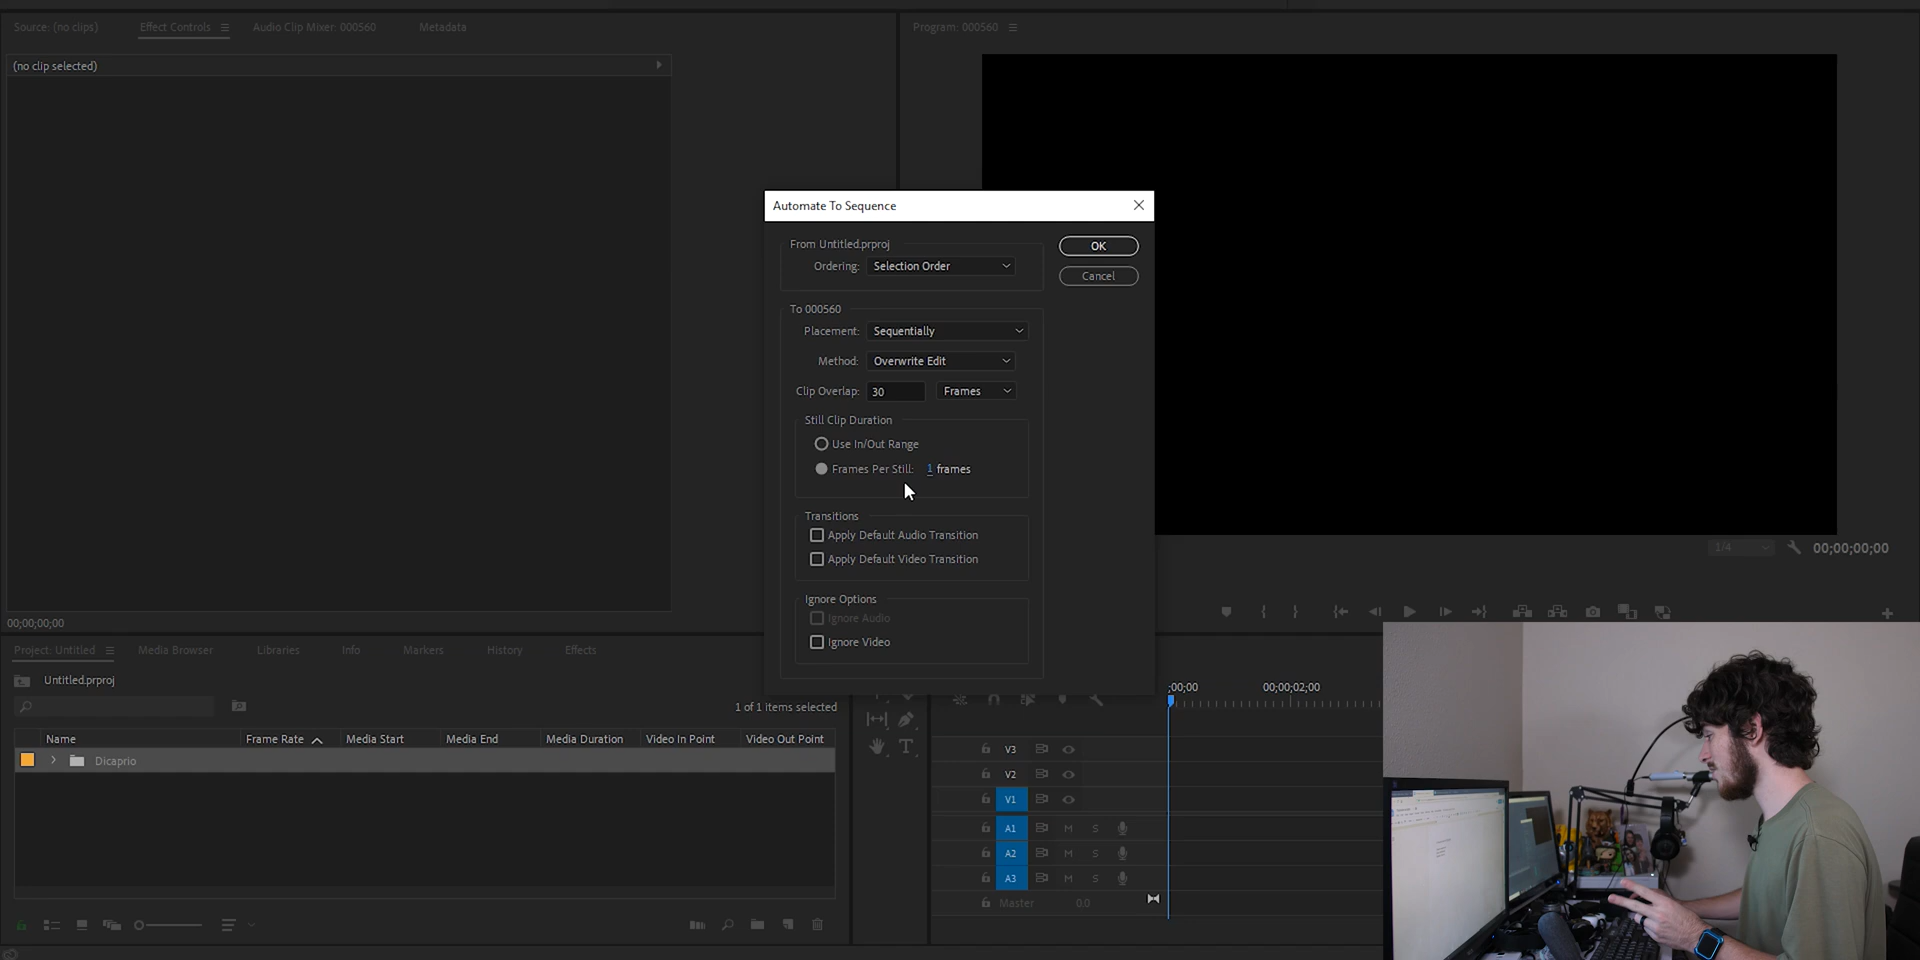 Source: (no clips)
Effect Controls
Audio Clip Mixer: 000560
Metadata
Program: 000560
(no clip selected)
Automate To Sequence
From Untitled.prproj
OK
Ordering: Selection Order
Cancel
To 000560
Placement: Sequentially
Method: Overwrite Edit
Clip Overlap: 30 Frames
Still Clip Duration
Use In/Out Range
Frames Per Still: 1 frames
Transitions
Apply Default Audio Transition
Apply Default Video Transition
1/4
00;00;00;00
Ignore Options
Ignore Audio
Ignore Video
00;00;00;00
Project: Untitled
Media Browser
Libraries
Info
Markers
History
Effects
Untitled.prproj
1 of 1 items selected
;00;00
00;00;02;00
Name
Frame Rate
Media Start
Media End
Media Duration
Video In Point
Video Out Point
Dicaprio
V3
V2
V1
A1 M S
A2 M S
A3 M S
Master 0.0